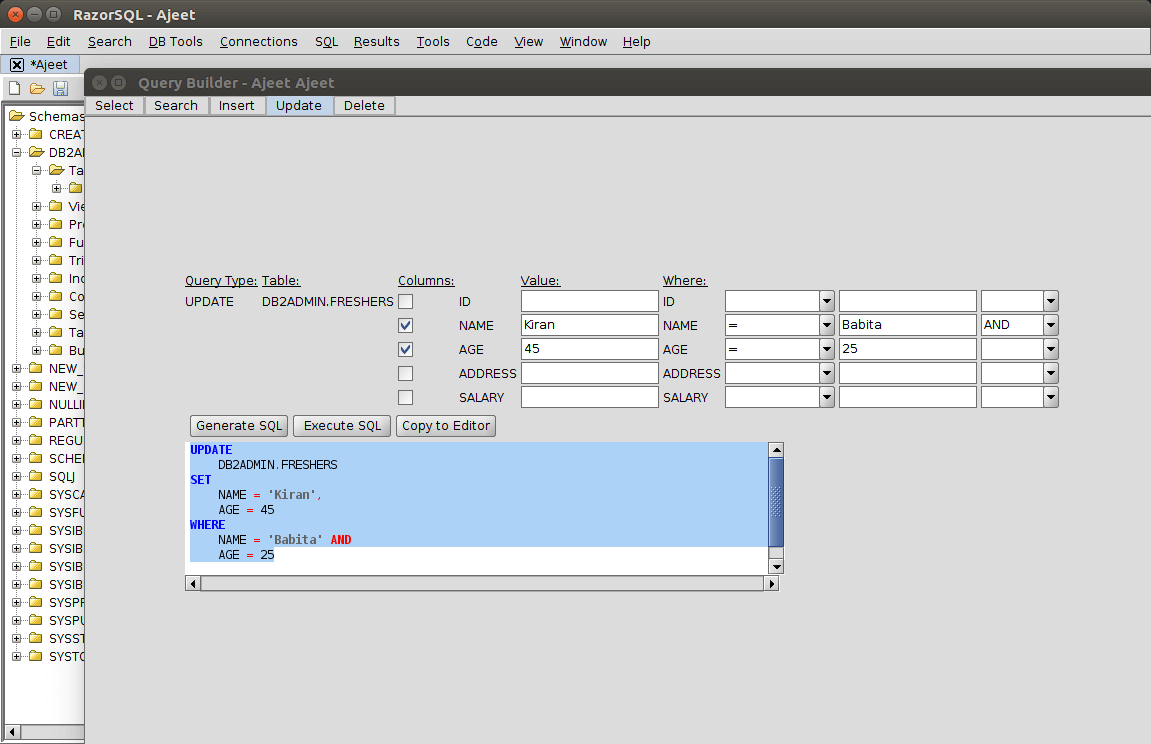 RazorSQL - Ajeet
File Edit Search DB Tools Connections SQL Results Tools Code View Window Help
*Ajeet
Query Builder - Ajeet Ajeet
Select Search Insert Update Delete
Schemas
CREAT
DB2AD
Ta
Vie
Pro
Fu
Tri
Ind
Co
Se
Ta
Bu
NEW_
NEW_
NULLID
PARTT
REGU
SCHE
SQLJ
SYSCA
SYSFU
SYSIB
SYSIB
SYSIB
SYSIB
SYSPR
SYSPU
SYSST
SYSTO
Query Type: Table: Columns: Value: Where:
UPDATE DB2ADMIN.FRESHERS ID ID
NAME Kiran NAME = Babita AND
AGE 45 AGE = 25
ADDRESS ADDRESS
SALARY SALARY
Generate SQL Execute SQL Copy to Editor
UPDATE
DB2ADMIN.FRESHERS
SET
NAME = 'Kiran',
AGE = 45
WHERE
NAME = 'Babita' AND
AGE = 25